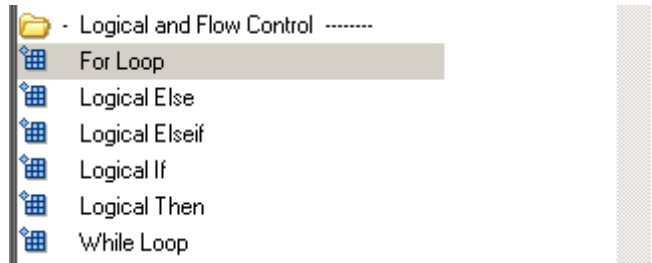 - Logical and Flow Control --------
For Loop
Logical Else
Logical Elseif
Logical If
Logical Then
While Loop